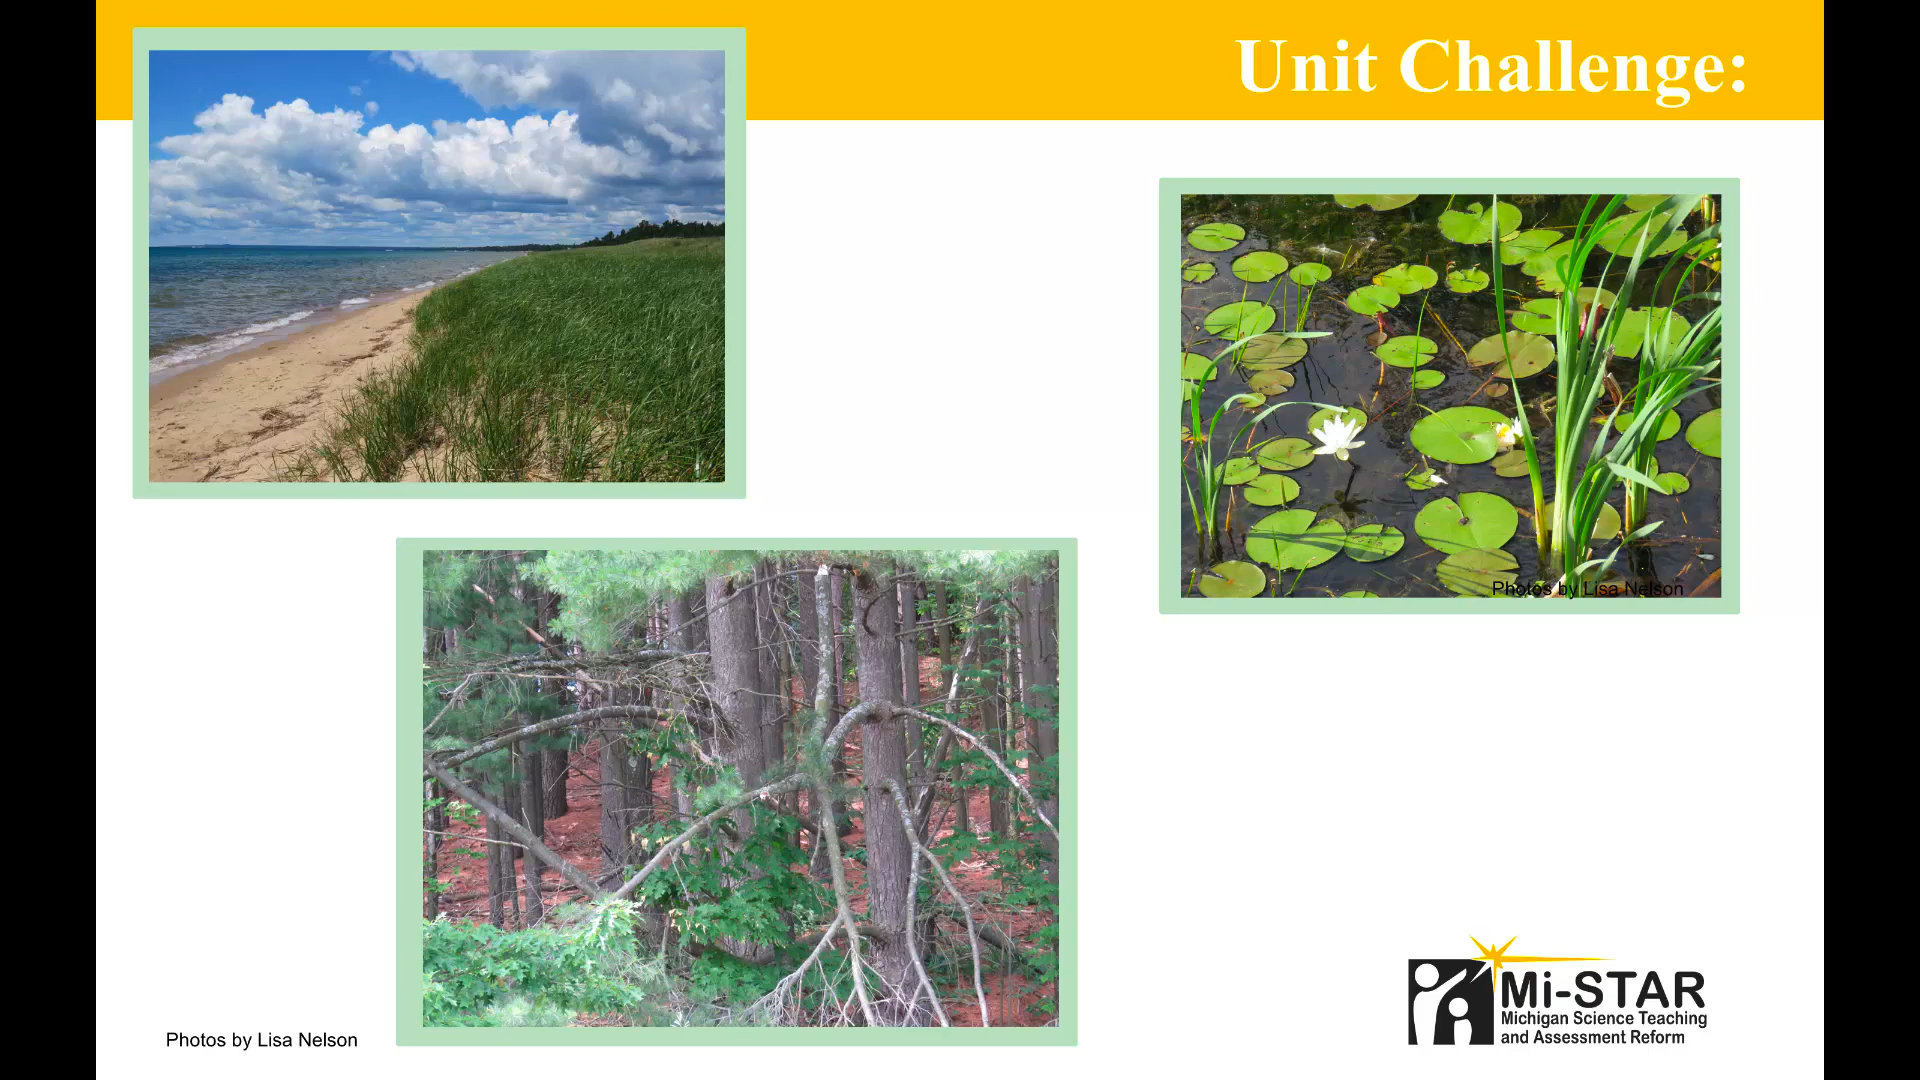 Unit Challenge:
Photos by Lisa Nelson
Photos by Lisa Nelson
Mi-STAR
Michigan Science Teaching
and Assessment Reform